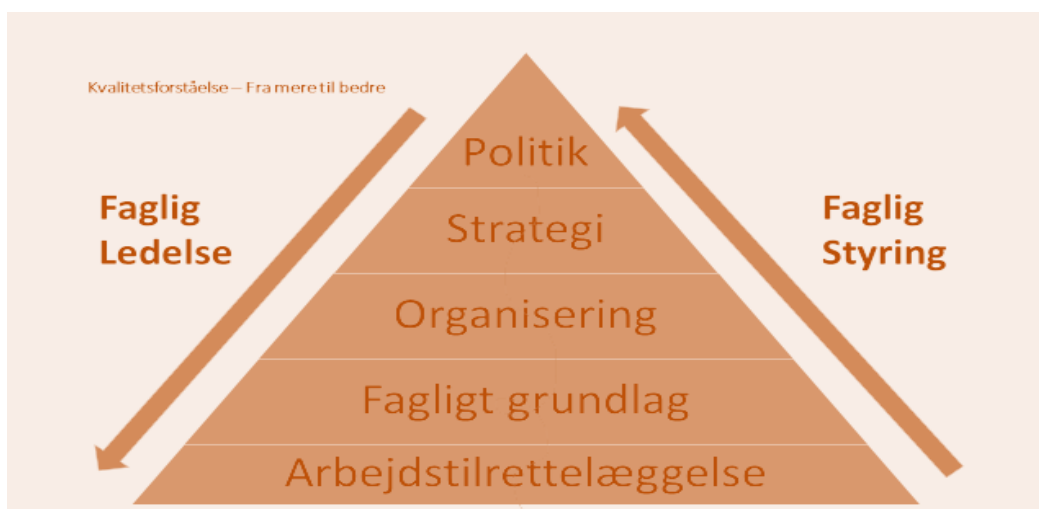 Kvalitetsforståelse – Fra mere til bedre
Politik
Faglig
Ledelse
Strategi
Faglig
Styring
Organisering
Fagligt grundlag
Arbejdstilrettelæggelse